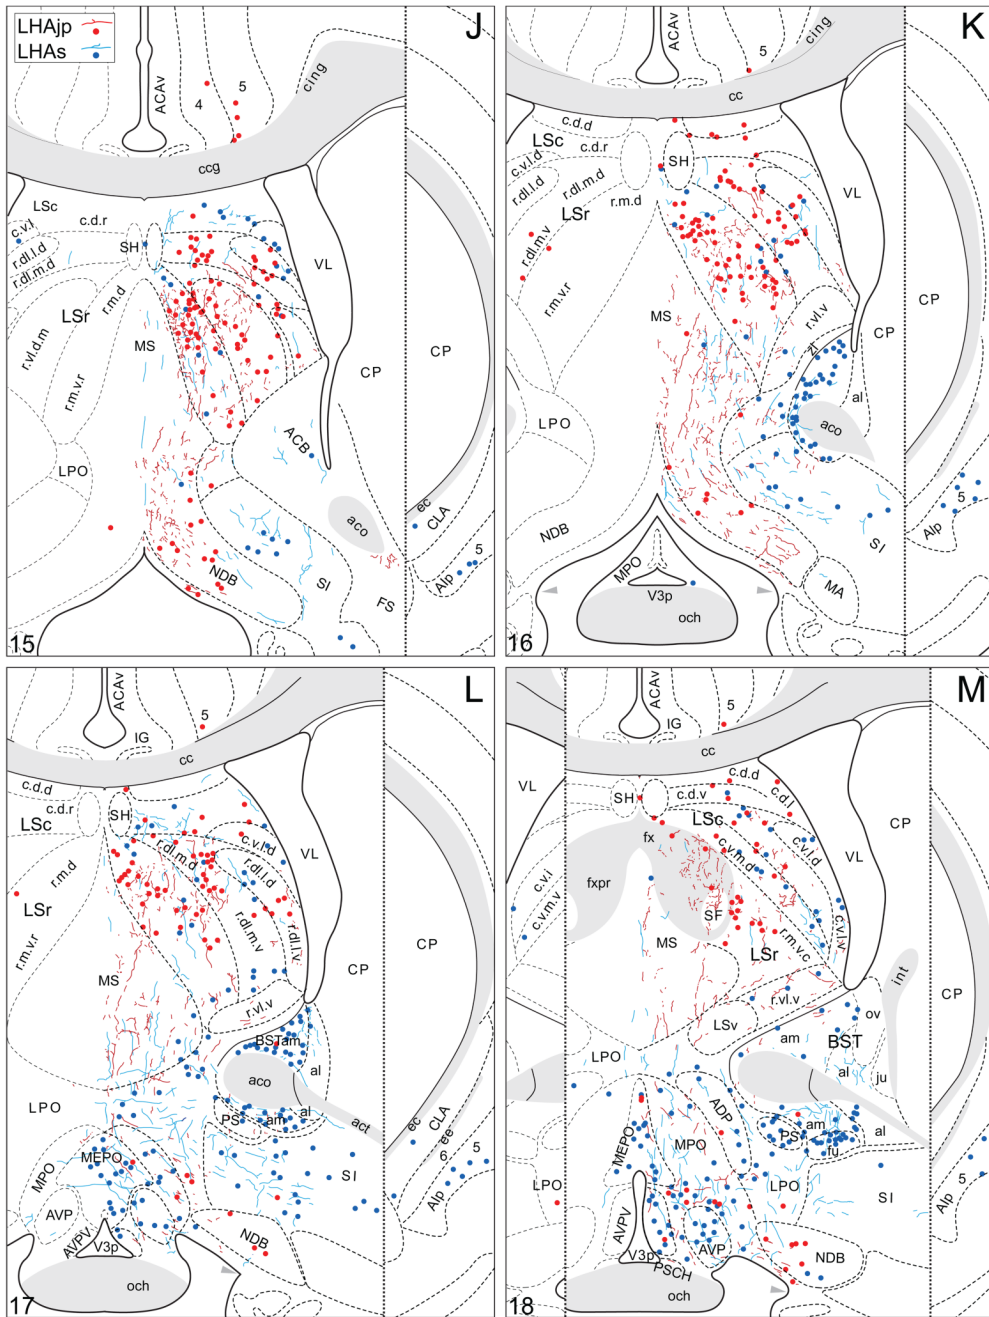 LHAjp
LHAs
J
ACAv
4
5
cing
ccg
LSc
c.v.l
c.d.r
r.dl.l.d
r.dl.m.d
SH
VL
r.m.d
LSr
r.vl.d.m
MS
CP
CP
r.m.v.r
ACB
LPO
aco
ec
CLA
5
AIp
NDB
SI
FS
15
K
ACAv
5
cing
cc
c.d.d
LSc
c.d.r
c.v.l.d
SH
r.dl.l.d
r.dl.m.d
VL
LSr
r.m.d
r.dl.m.v
r.m.v.r
MS
r.vl.v
CP
CP
LPO
al
aco
5
AIp
NDB
SI
MPO
V3p
MA
och
16
L
ACAv
5
IG
cc
c.d.d
c.d.r
SH
LSc
VL
c.v.l.d
r.dl.m.d
r.dl.l.d
r.m.d
LSr
r.dl.m.v
r.dl.l.v
CP
CP
r.m.v.r
MS
r.vl.v
BSTam
aco
al
LPO
PS
am
al
act
ec
CLA
ee
6
5
AIp
MPO
MEPO
SI
AVP
AVPV
V3p
NDB
och
17
M
ACAv
5
IG
cc
VL
c.d.d
SH
c.d.v
c.d.l
LSc
fx
CP
c.v.m.d
c.v.l.d
VL
c.v.l
fxpr
c.v.m.v
SF
c.v.l.v
MS
LSr
r.m.v.c
int
r.vl.v
CP
LSv
ov
am
BST
LPO
al
ju
ADP
am
PS
al
MEPO
MPO
fu
LPO
LPO
SI
5
AIp
AVPV
V3p
AVP
NDB
PSCH
och
18